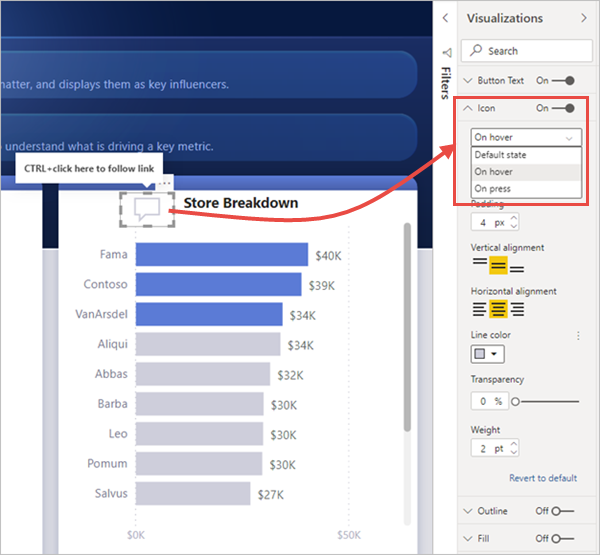 Visualizations
Search
Filters
Button Text On
Icon On
On hover
Default state
On hover
On press
Padding
4 px
Vertical alignment
Horizontal alignment
Line color
Transparency
0 %
Weight
2 pt
Revert to default
Outline Off
Fill Off
matter, and displays them as key influencers.
understand what is driving a key metric.
CTRL+click here to follow link
Store Breakdown
Fama $40K
Contoso $39K
VanArsdel $34K
Aliqui $34K
Abbas $32K
Barba $30K
Leo $30K
Pomum $30K
Salvus $27K
$0K $50K